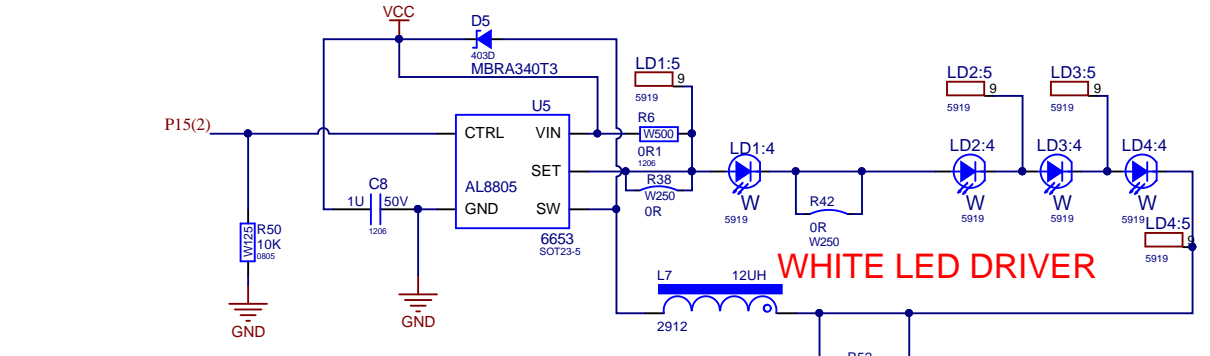 VCC
D5
403D
MBRA340T3
LD1:5
9
5919
LD2:5
9
5919
LD3:5
9
5919
P15(2)
U5
CTRL
VIN
SET
AL8805
GND
SW
6653
SOT23-5
R6
W500
0R1
1206
R38
W250
0R
LD1:4
W
5919
R42
0R
W250
LD2:4
W
5919
LD3:4
W
5919
LD4:4
W
5919
LD4:5
9
5919
C8
1U
50V
1206
R50
W125
10K
0805
GND
GND
L7
12UH
2912
WHITE LED DRIVER